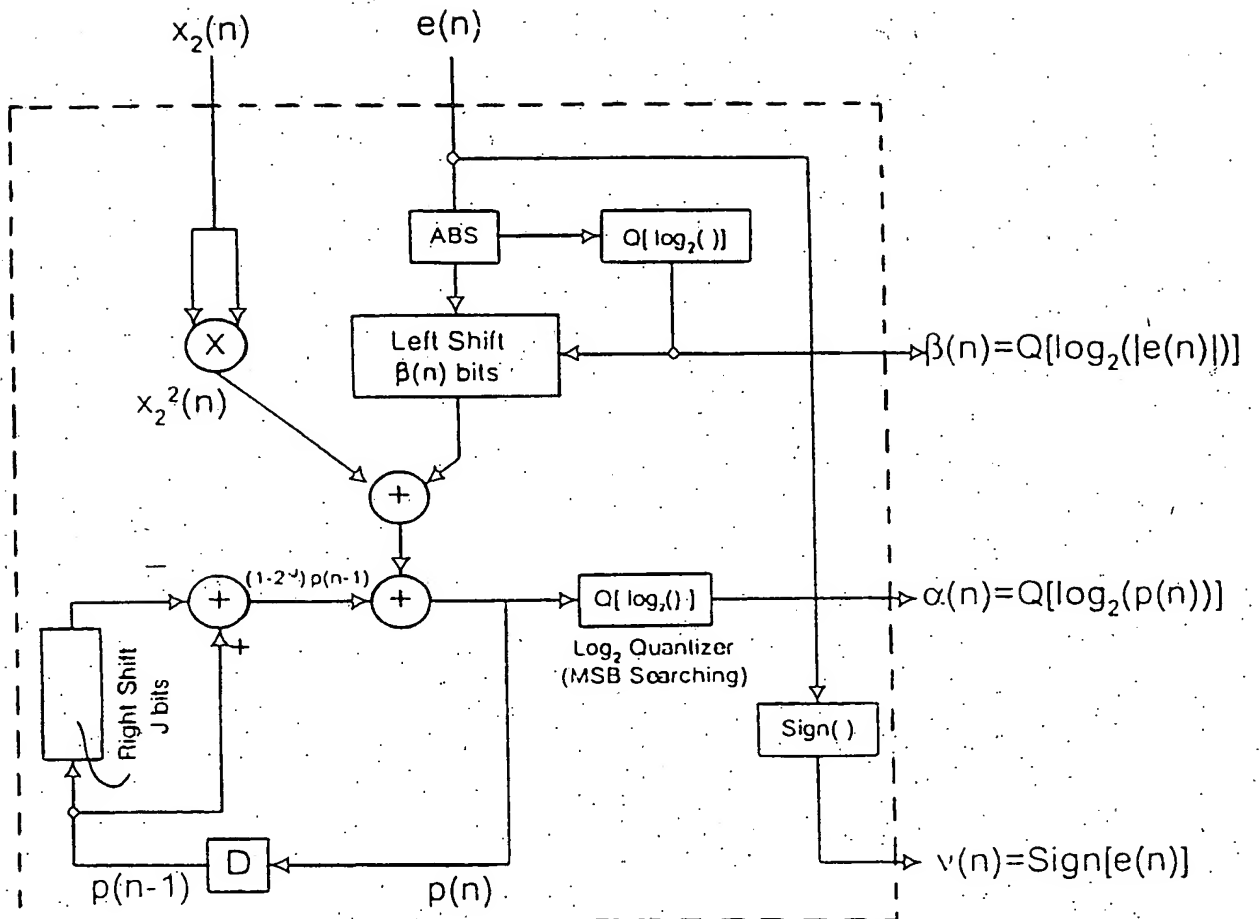 x₂(n)
e(n)
ABS
Q[log₂()]
Left Shift
β(n) bits
β(n)=Q[log₂(|e(n)|)]
X
x₂²(n)
+
−
+
(1-2⁻ᴶ) p(n-1)
+
Q[log₂()]
α(n)=Q[log₂(p(n))]
+
Log₂ Quantizer
(MSB Searching)
Right Shift
J bits
Sign()
D
p(n-1)
p(n)
ν(n)=Sign[e(n)]